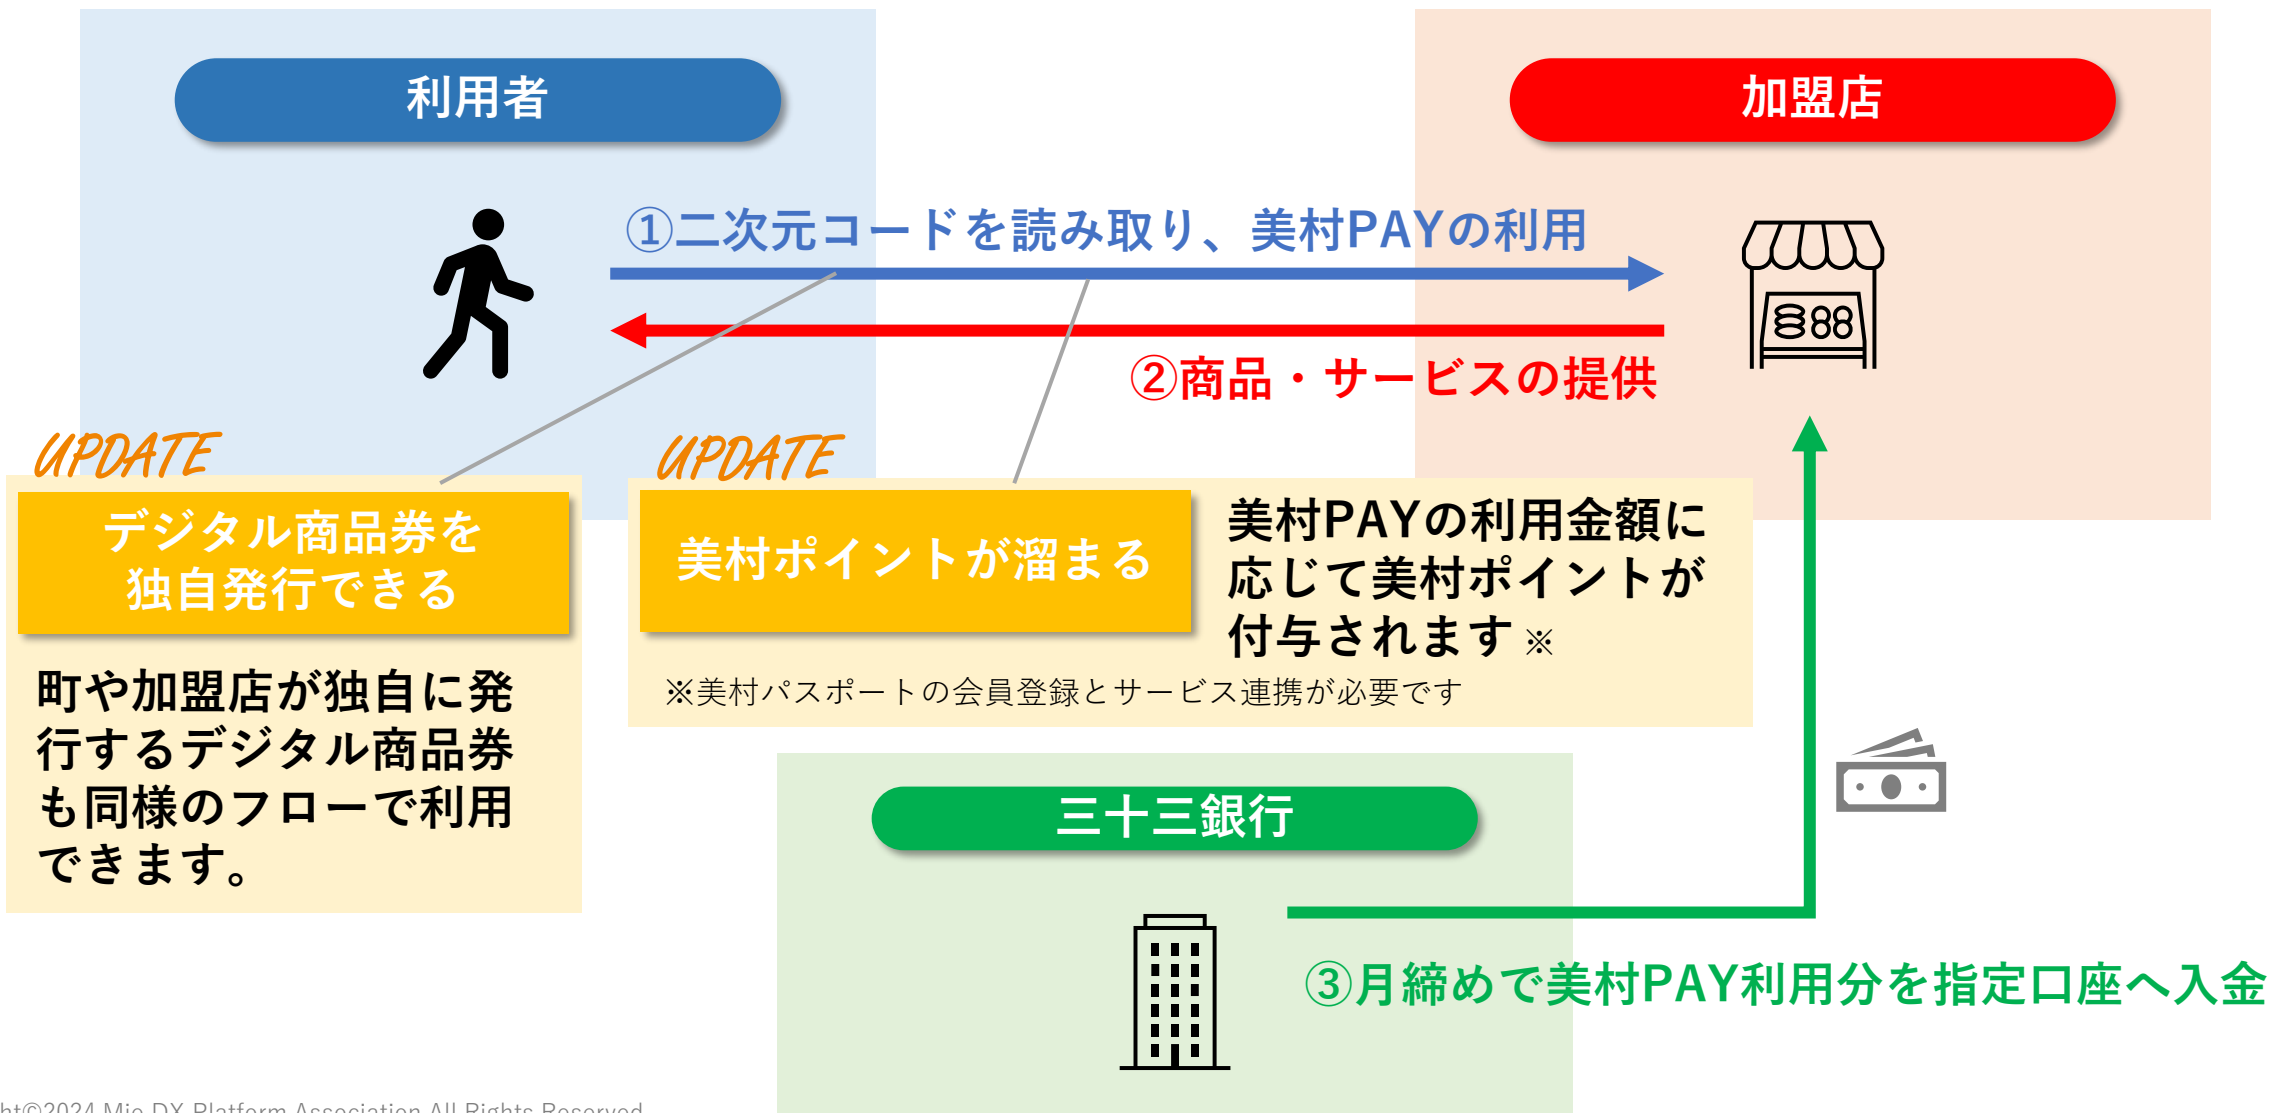 利用者
加盟店
①二次元コードを読み取り、美村PAYの利用
②商品・サービスの提供
UPDATE
デジタル商品券を
独自発行できる
町や加盟店が独自に発
行するデジタル商品券
も同様のフローで利用
できます。
UPDATE
美村ポイントが溜まる
美村PAYの利用金額に
応じて美村ポイントが
付与されます※
※美村パスポートの会員登録とサービス連携が必要です
三十三銀行
③月締めで美村PAY利用分を指定口座へ入金
ht©2024 Mie DX Platform Association All Rights Reserved